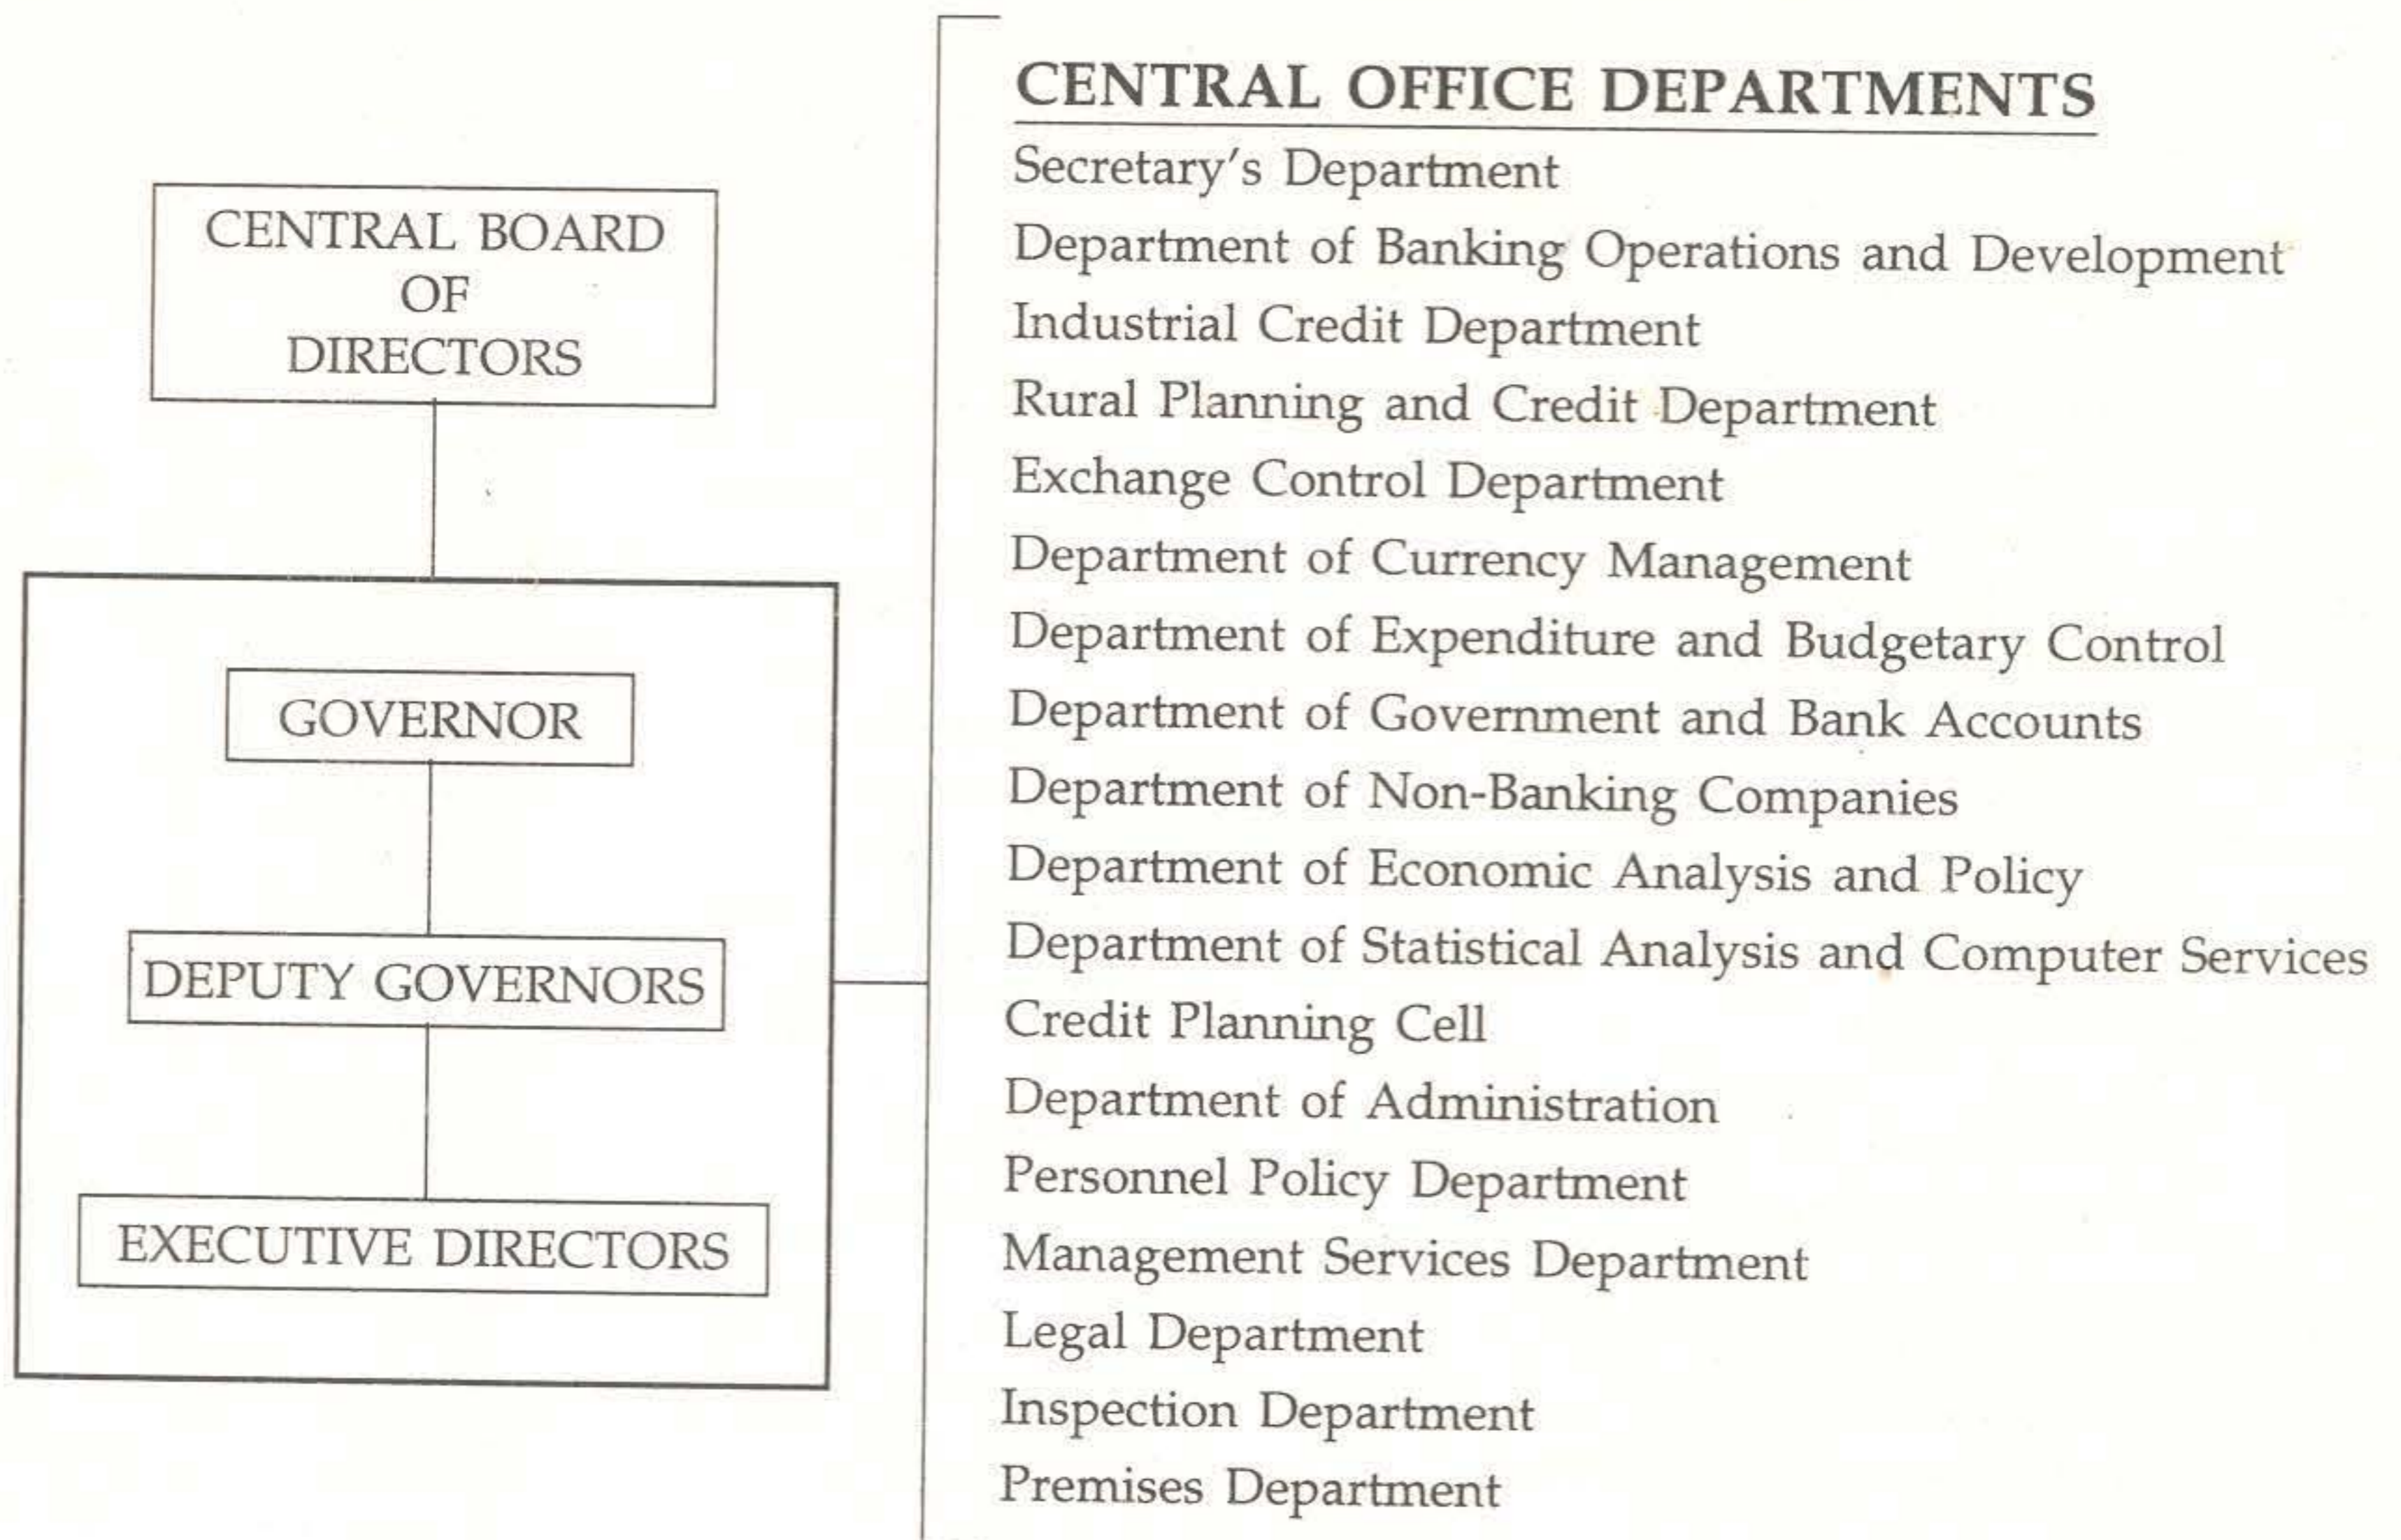 CENTRAL BOARD
OF
DIRECTORS
GOVERNOR
DEPUTY GOVERNORS
EXECUTIVE DIRECTORS
CENTRAL OFFICE DEPARTMENTS
Secretary's Department
Department of Banking Operations and Development
Industrial Credit Department
Rural Planning and Credit Department
Exchange Control Department
Department of Currency Management
Department of Expenditure and Budgetary Control
Department of Government and Bank Accounts
Department of Non-Banking Companies
Department of Economic Analysis and Policy
Department of Statistical Analysis and Computer Services
Credit Planning Cell
Department of Administration
Personnel Policy Department
Management Services Department
Legal Department
Inspection Department
Premises Department